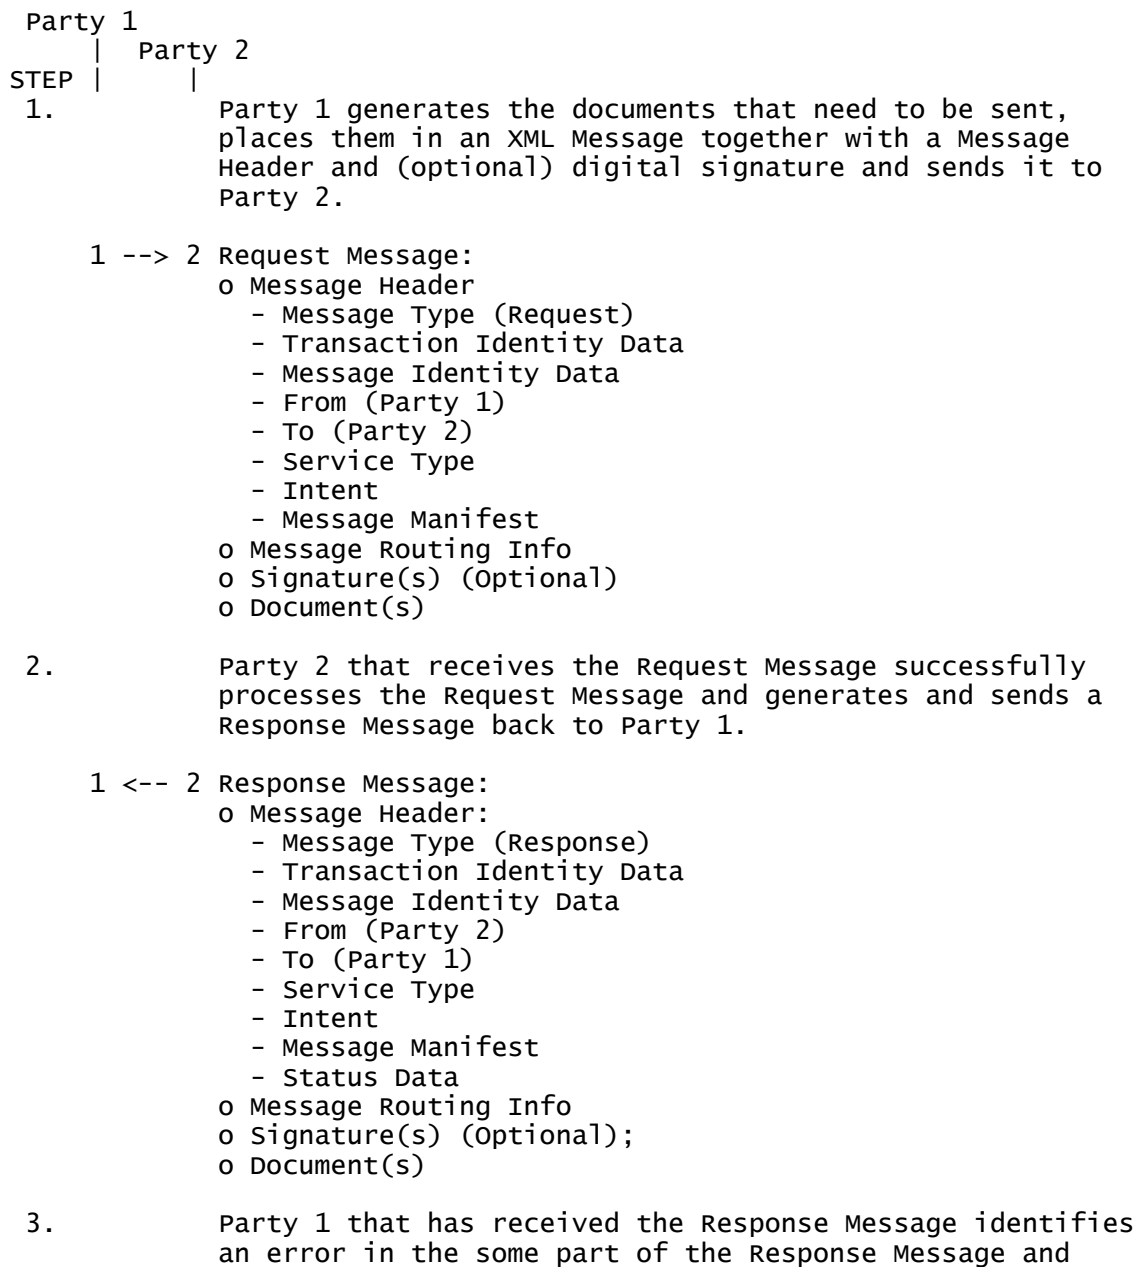 Party 1
| Party 2
STEP | |
1. Party 1 generates the documents that need to be sent,
places them in an XML Message together with a Message
Header and (optional) digital signature and sends it to
Party 2.
1 --> 2 Request Message:
o Message Header
- Message Type (Request)
- Transaction Identity Data
- Message Identity Data
- From (Party 1)
- To (Party 2)
- Service Type
- Intent
- Message Manifest
o Message Routing Info
o Signature(s) (Optional)
o Document(s)
2. Party 2 that receives the Request Message successfully
processes the Request Message and generates and sends a
Response Message back to Party 1.
1 <-- 2 Response Message:
o Message Header:
- Message Type (Response)
- Transaction Identity Data
- Message Identity Data
- From (Party 2)
- To (Party 1)
- Service Type
- Intent
- Message Manifest
- Status Data
o Message Routing Info
o Signature(s) (Optional);
o Document(s)
3. Party 1 that has received the Response Message identifies
an error in the some part of the Response Message and